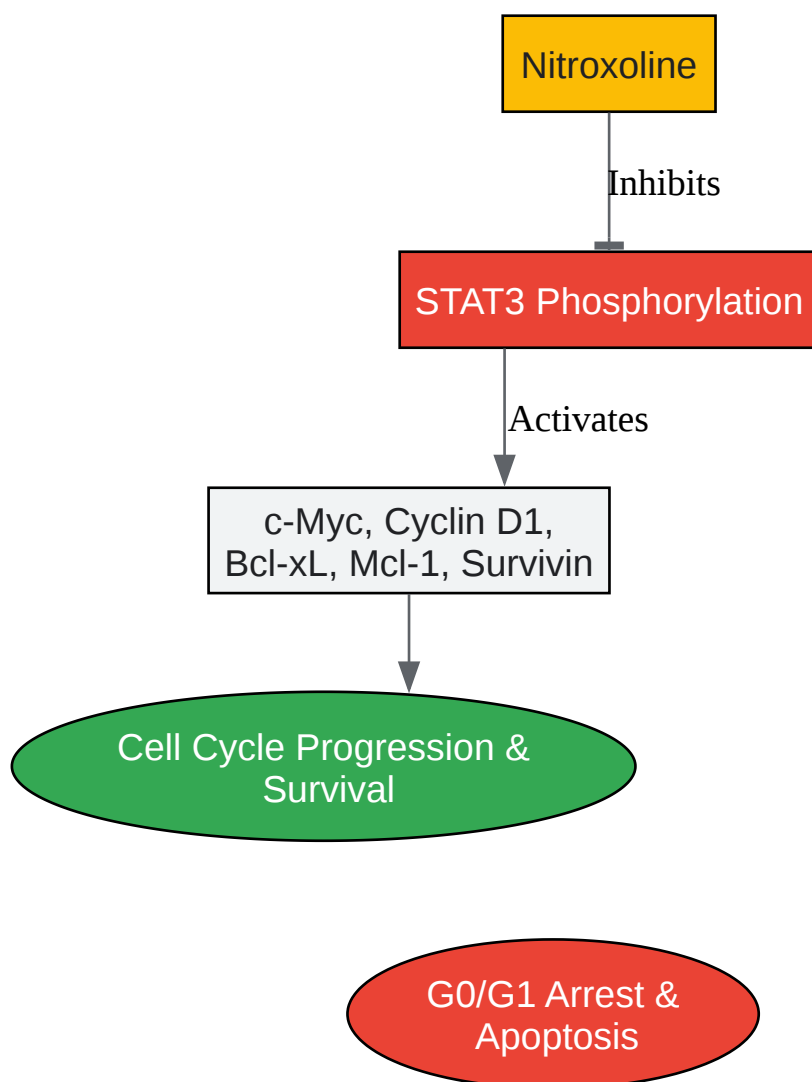 Nitroxoline
Inhibits
STAT3 Phosphorylation
Activates
c-Myc, Cyclin D1,
Bcl-xL, Mcl-1, Survivin
Cell Cycle Progression &
Survival
G0/G1 Arrest &
Apoptosis